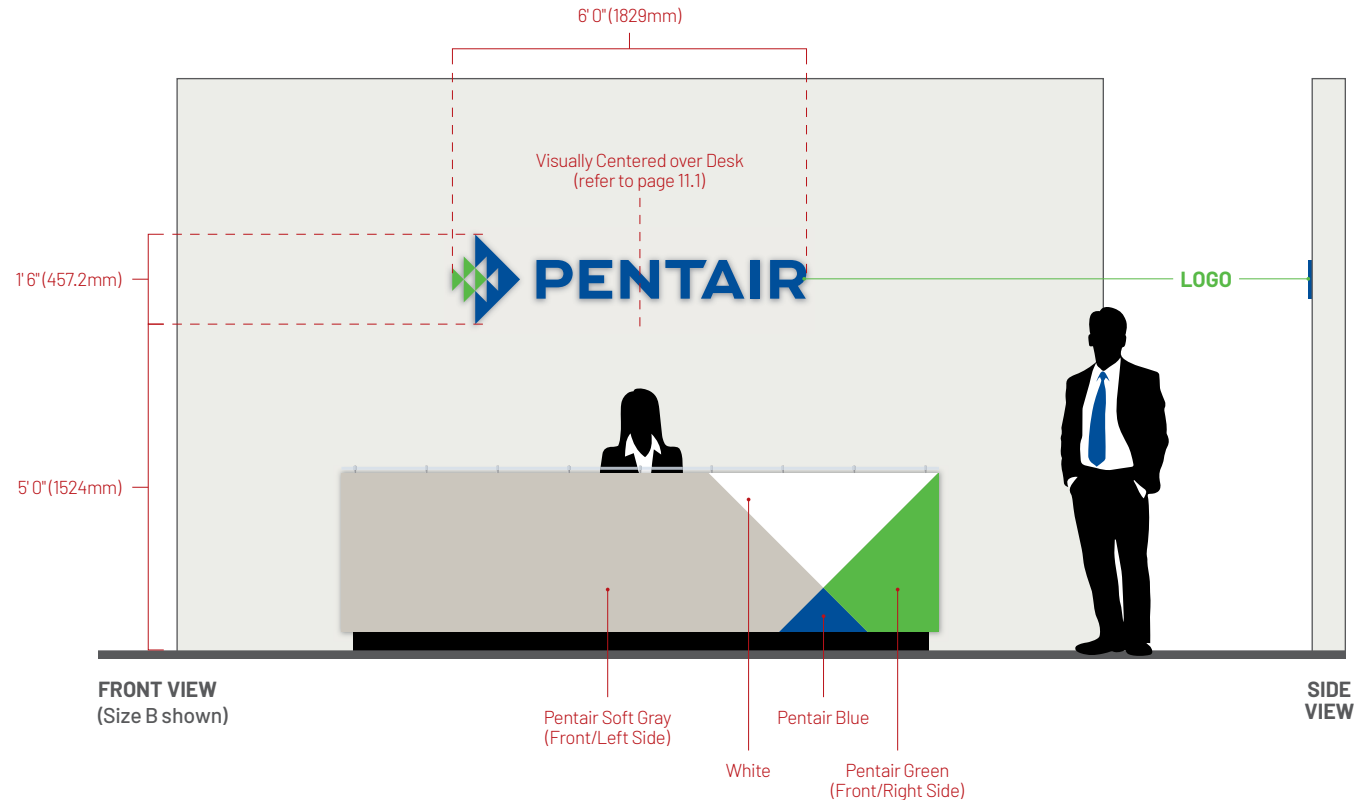 6' 0" (1829mm)
Visually Centered over Desk
(refer to page 11.1)
1' 6" (457.2mm)
PENTAIR
LOGO
5' 0" (1524mm)
FRONT VIEW
(Size B shown)
SIDE
VIEW
Pentair Soft Gray
(Front/Left Side)
Pentair Blue
White
Pentair Green
(Front/Right Side)